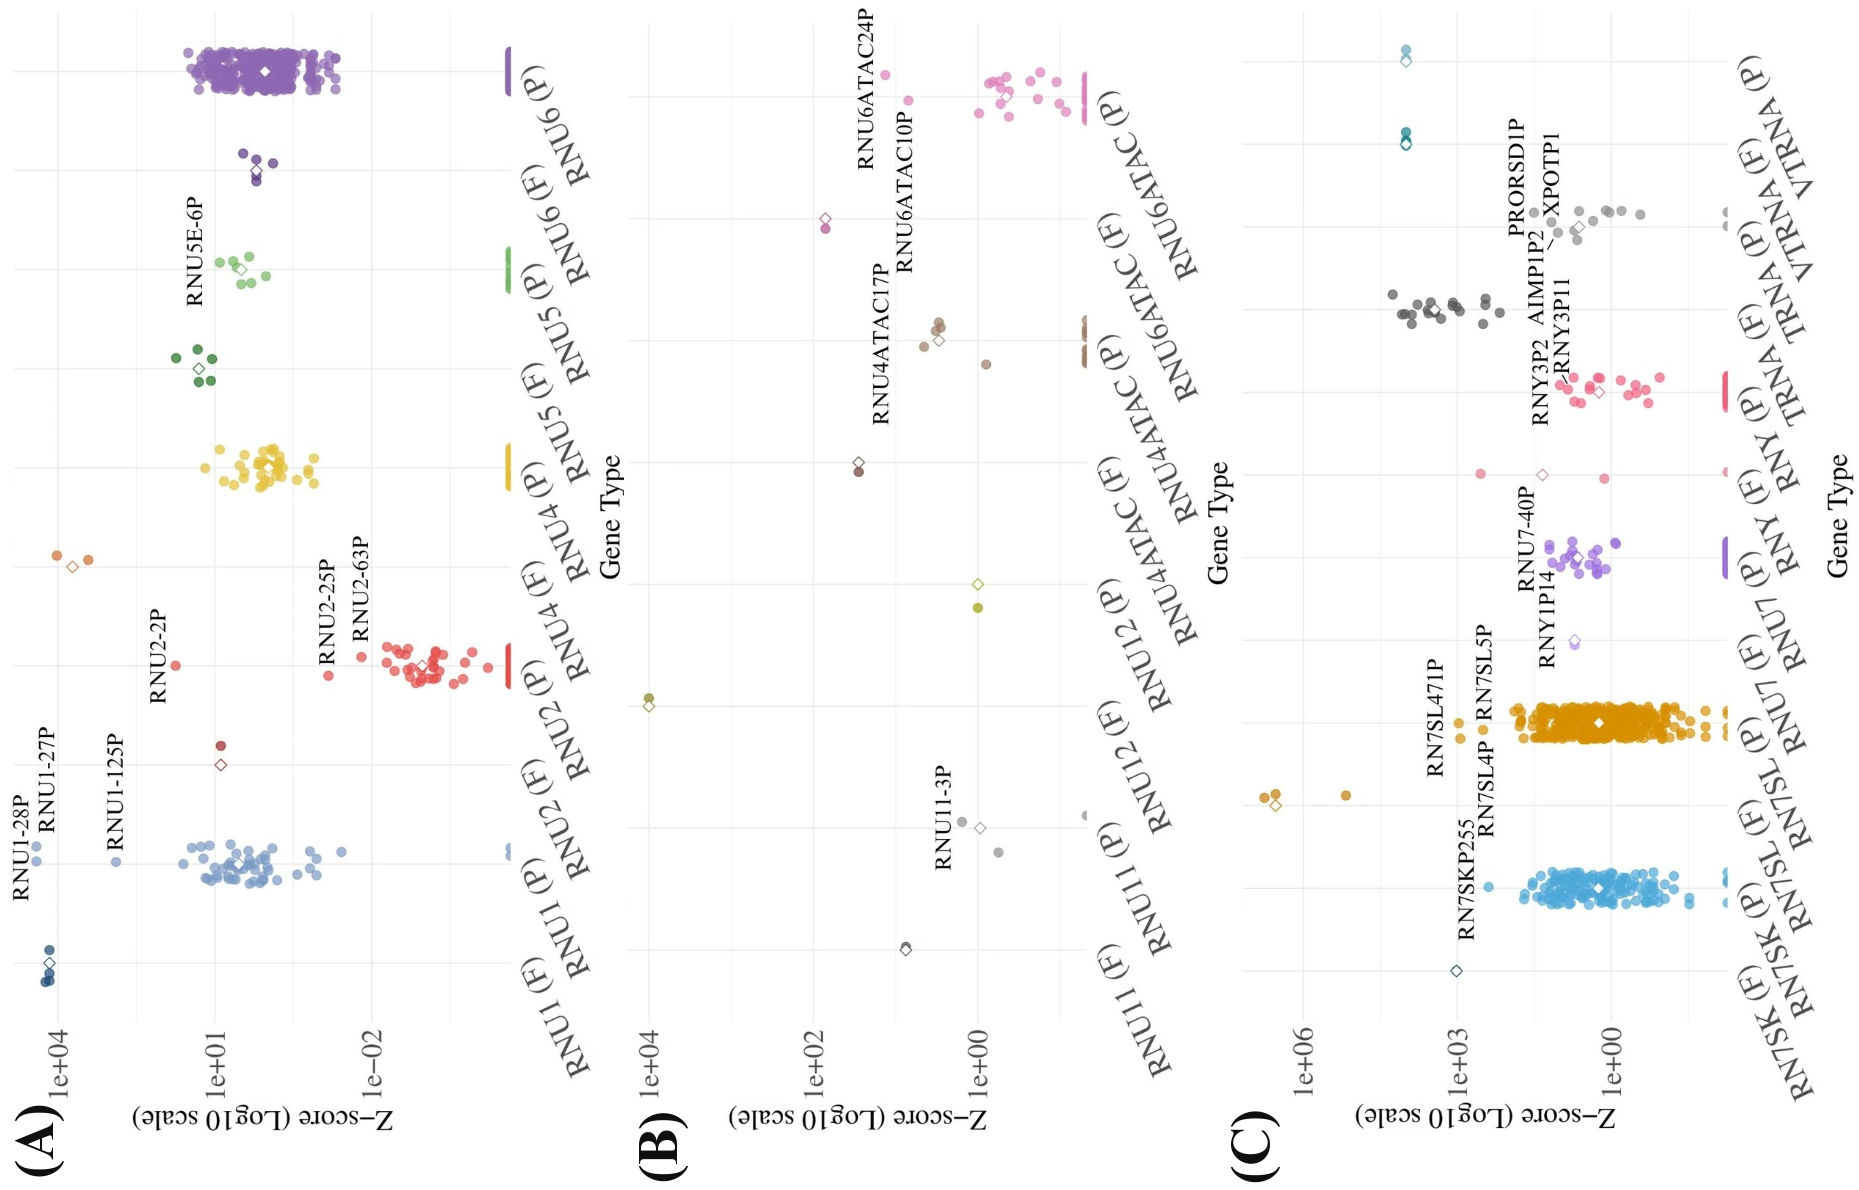 (A)
Z-score (Log10 scale)
1e+04
1e+01
1e-02
RNU1-28P
RNU1-27P
RNU1-125P
RNU2-2P
RNU2-25P
RNU2-63P
RNU5E-6P
RNU1 (F)
RNU1 (P)
RNU2 (F)
RNU2 (P)
RNU4 (F)
RNU4 (P)
RNU5 (F)
RNU5 (P)
RNU6 (F)
RNU6 (P)
Gene Type
(B)
Z-score (Log10 scale)
1e+04
1e+02
1e+00
RNU11-3P
RNU4ATAC17P
RNU6ATAC10P
RNU6ATAC24P
RNU11 (F)
RNU11 (P)
RNU12 (F)
RNU12 (P)
RNU4ATAC (F)
RNU4ATAC (P)
RNU6ATAC (F)
RNU6ATAC (P)
Gene Type
(C)
Z-score (Log10 scale)
1e+06
1e+03
1e+00
RN7SKP255
RN7SL471P
RN7SL4P
RN7SL5P
RNY1P14
RNU7-40P
RNY3P2
RNY3P11
AIMP1P2
PRORSD1P
XPOTP1
RN7SK (F)
RN7SK (P)
RN7SL (F)
RN7SL (P)
RNU7 (F)
RNU7 (P)
RNY (F)
RNY (P)
TRNA (F)
TRNA (P)
VTRNA (F)
VTRNA (P)
Gene Type